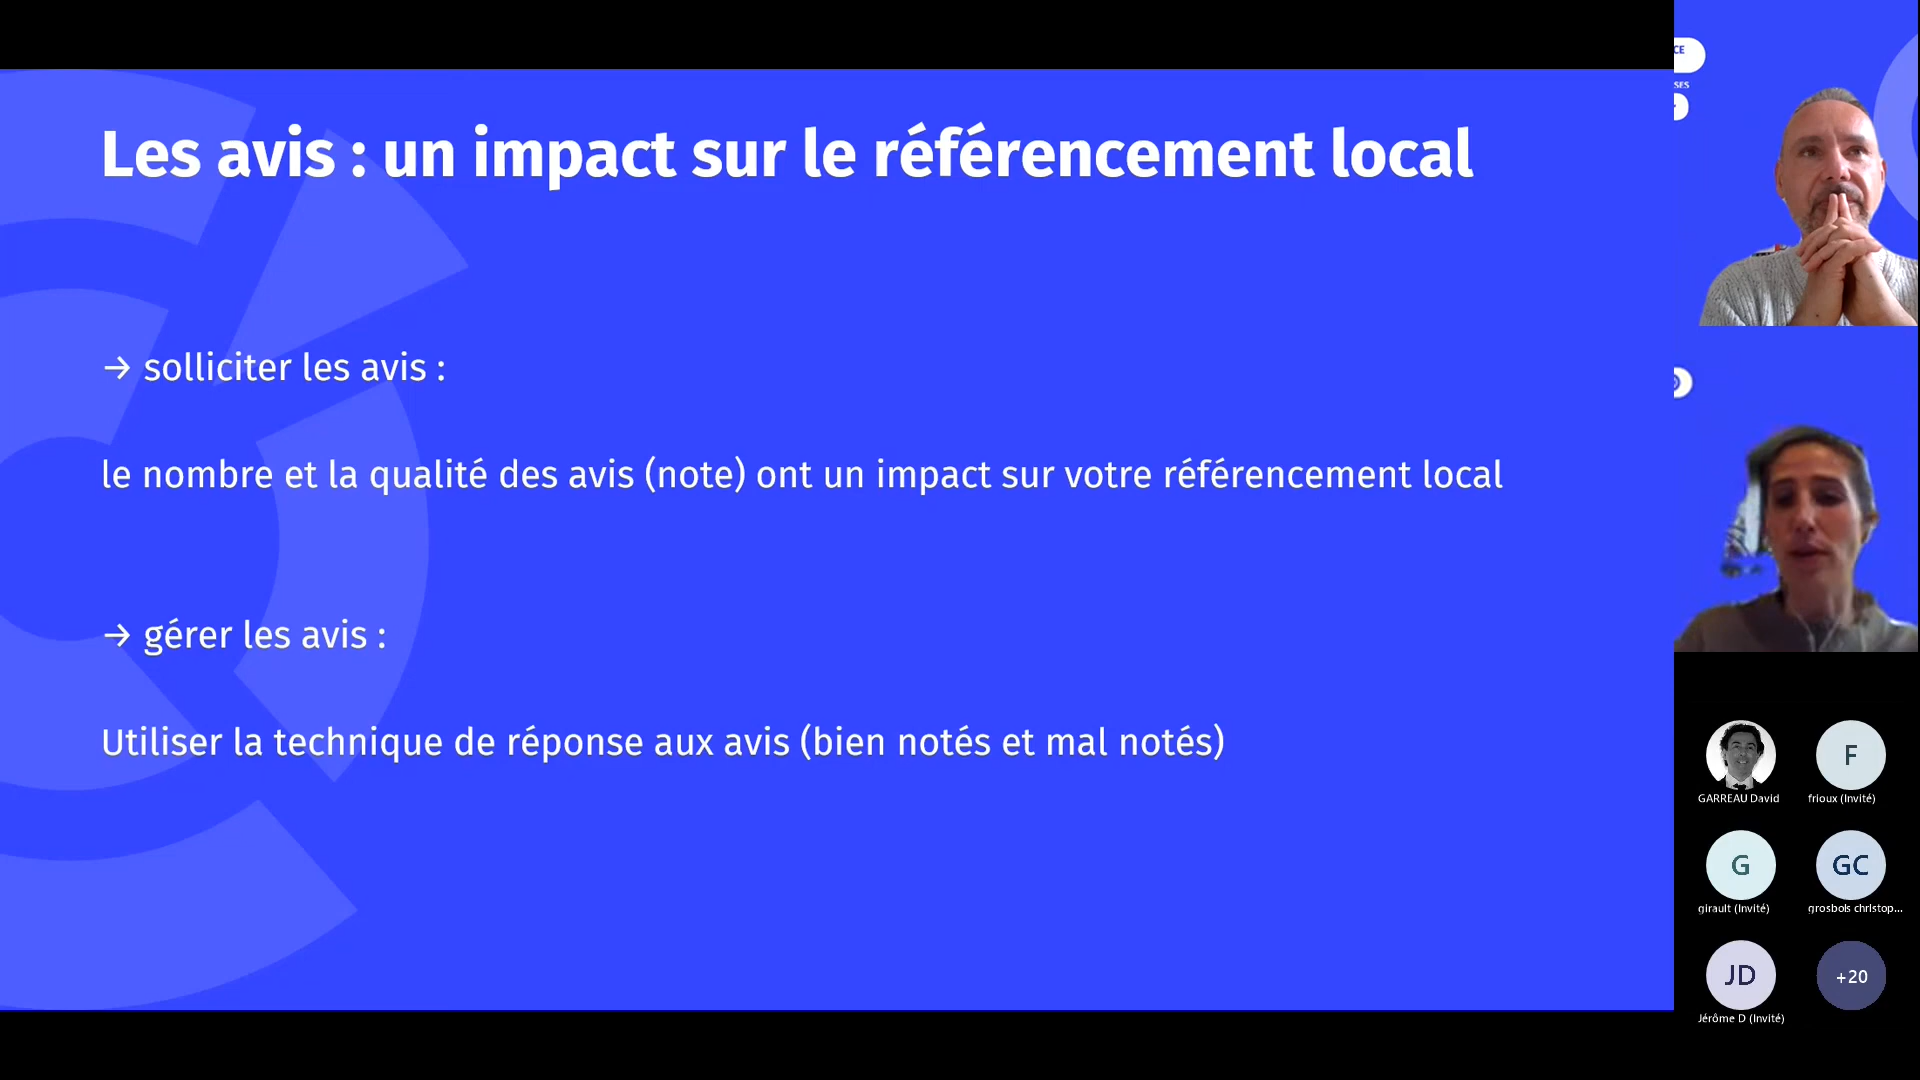 Les avis : un impact sur le référencement local
→ solliciter les avis :
le nombre et la qualité des avis (note) ont un impact sur votre référencement local
→ gérer les avis :
Utiliser la technique de réponse aux avis (bien notés et mal notés)
CE
SES
GARREAU David
F
frioux (Invité)
G
girault (Invité)
GC
grosbois christop...
JD
Jérôme D (Invité)
+20